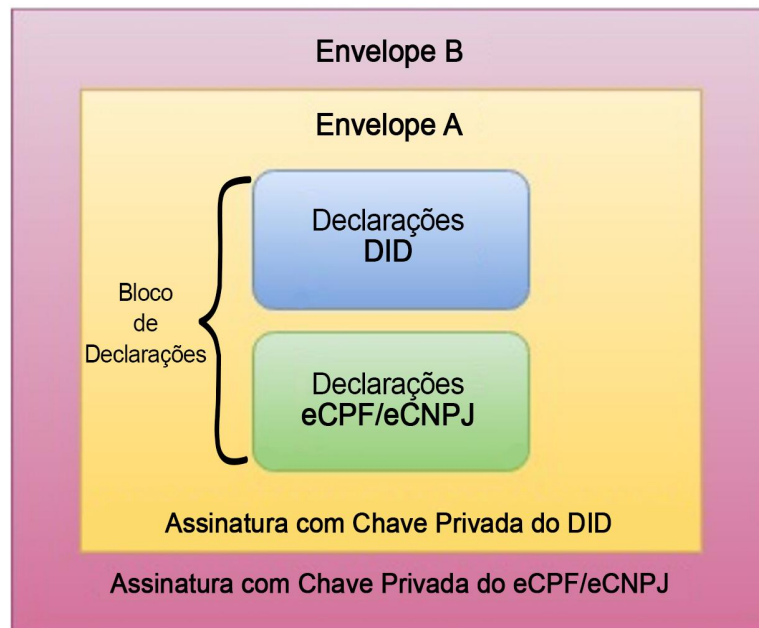 Envelope B
Envelope A
Declarações
DID
Bloco
de
Declarações
Declarações
eCPF/eCNPJ
Assinatura com Chave Privada do DID
Assinatura com Chave Privada do eCPF/eCNPJ